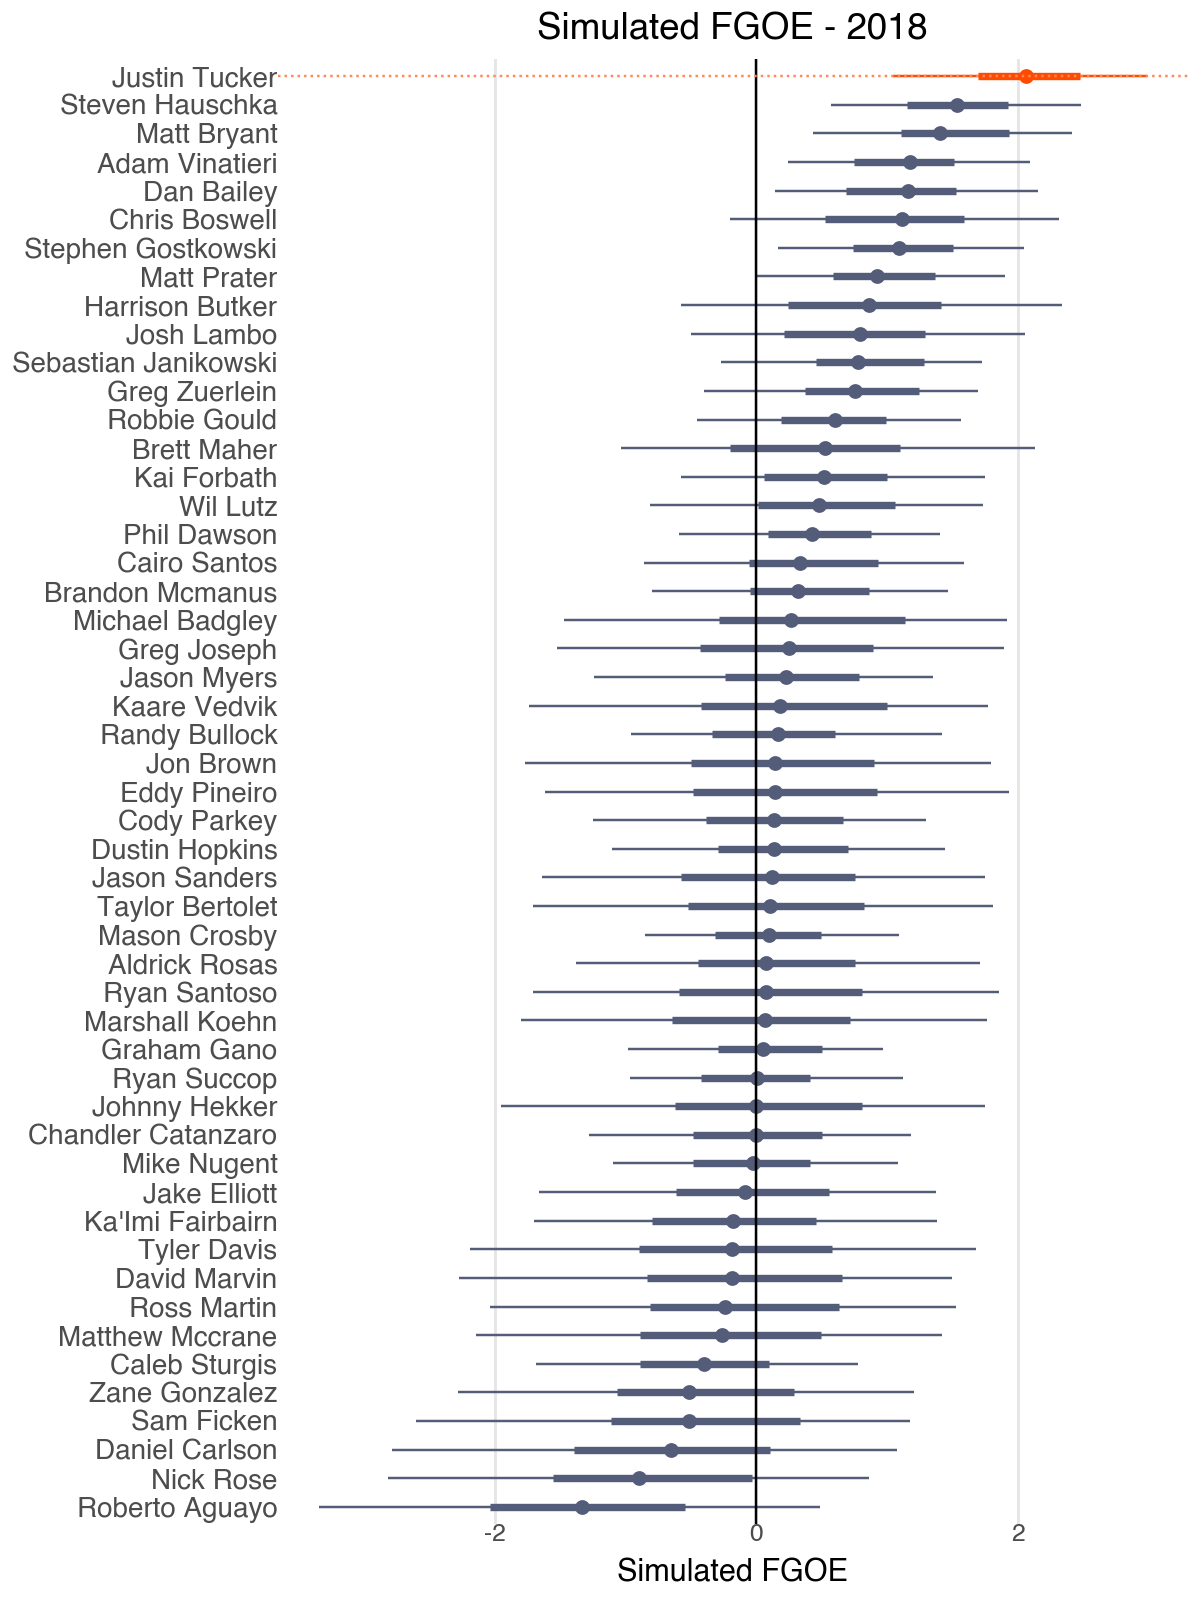 Simulated FGOE - 2018
Justin Tucker
Steven Hauschka
Matt Bryant
Adam Vinatieri
Dan Bailey
Chris Boswell
Stephen Gostkowski
Matt Prater
Harrison Butker
Josh Lambo
Sebastian Janikowski
Greg Zuerlein
Robbie Gould
Brett Maher
Kai Forbath
Wil Lutz
Phil Dawson
Cairo Santos
Brandon Mcmanus
Michael Badgley
Greg Joseph
Jason Myers
Kaare Vedvik
Randy Bullock
Jon Brown
Eddy Pineiro
Cody Parkey
Dustin Hopkins
Jason Sanders
Taylor Bertolet
Mason Crosby
Aldrick Rosas
Ryan Santoso
Marshall Koehn
Graham Gano
Ryan Succop
Johnny Hekker
Chandler Catanzaro
Mike Nugent
Jake Elliott
Ka'Imi Fairbairn
Tyler Davis
David Marvin
Ross Martin
Matthew Mccrane
Caleb Sturgis
Zane Gonzalez
Sam Ficken
Daniel Carlson
Nick Rose
Roberto Aguayo
-2 0 2
Simulated FGOE